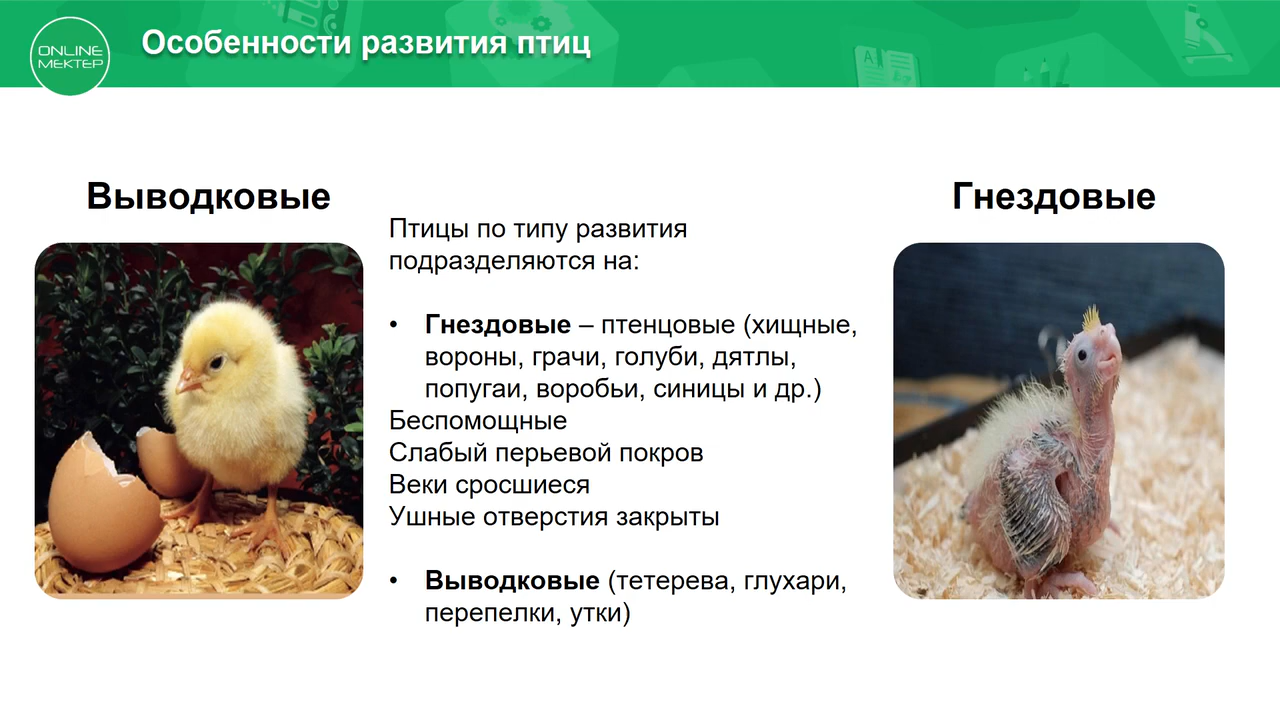 ONLINE
МЕКТЕР
Особенности развития птиц
Выводковые
Гнездовые
Птицы по типу развития
подразделяются на:
• Гнездовые – птенцовые (хищные,
вороны, грачи, голуби, дятлы,
попугаи, воробьи, синицы и др.)
Беспомощные
Слабый перьевой покров
Веки сросшиеся
Ушные отверстия закрыты
• Выводковые (тетерева, глухари,
перепелки, утки)